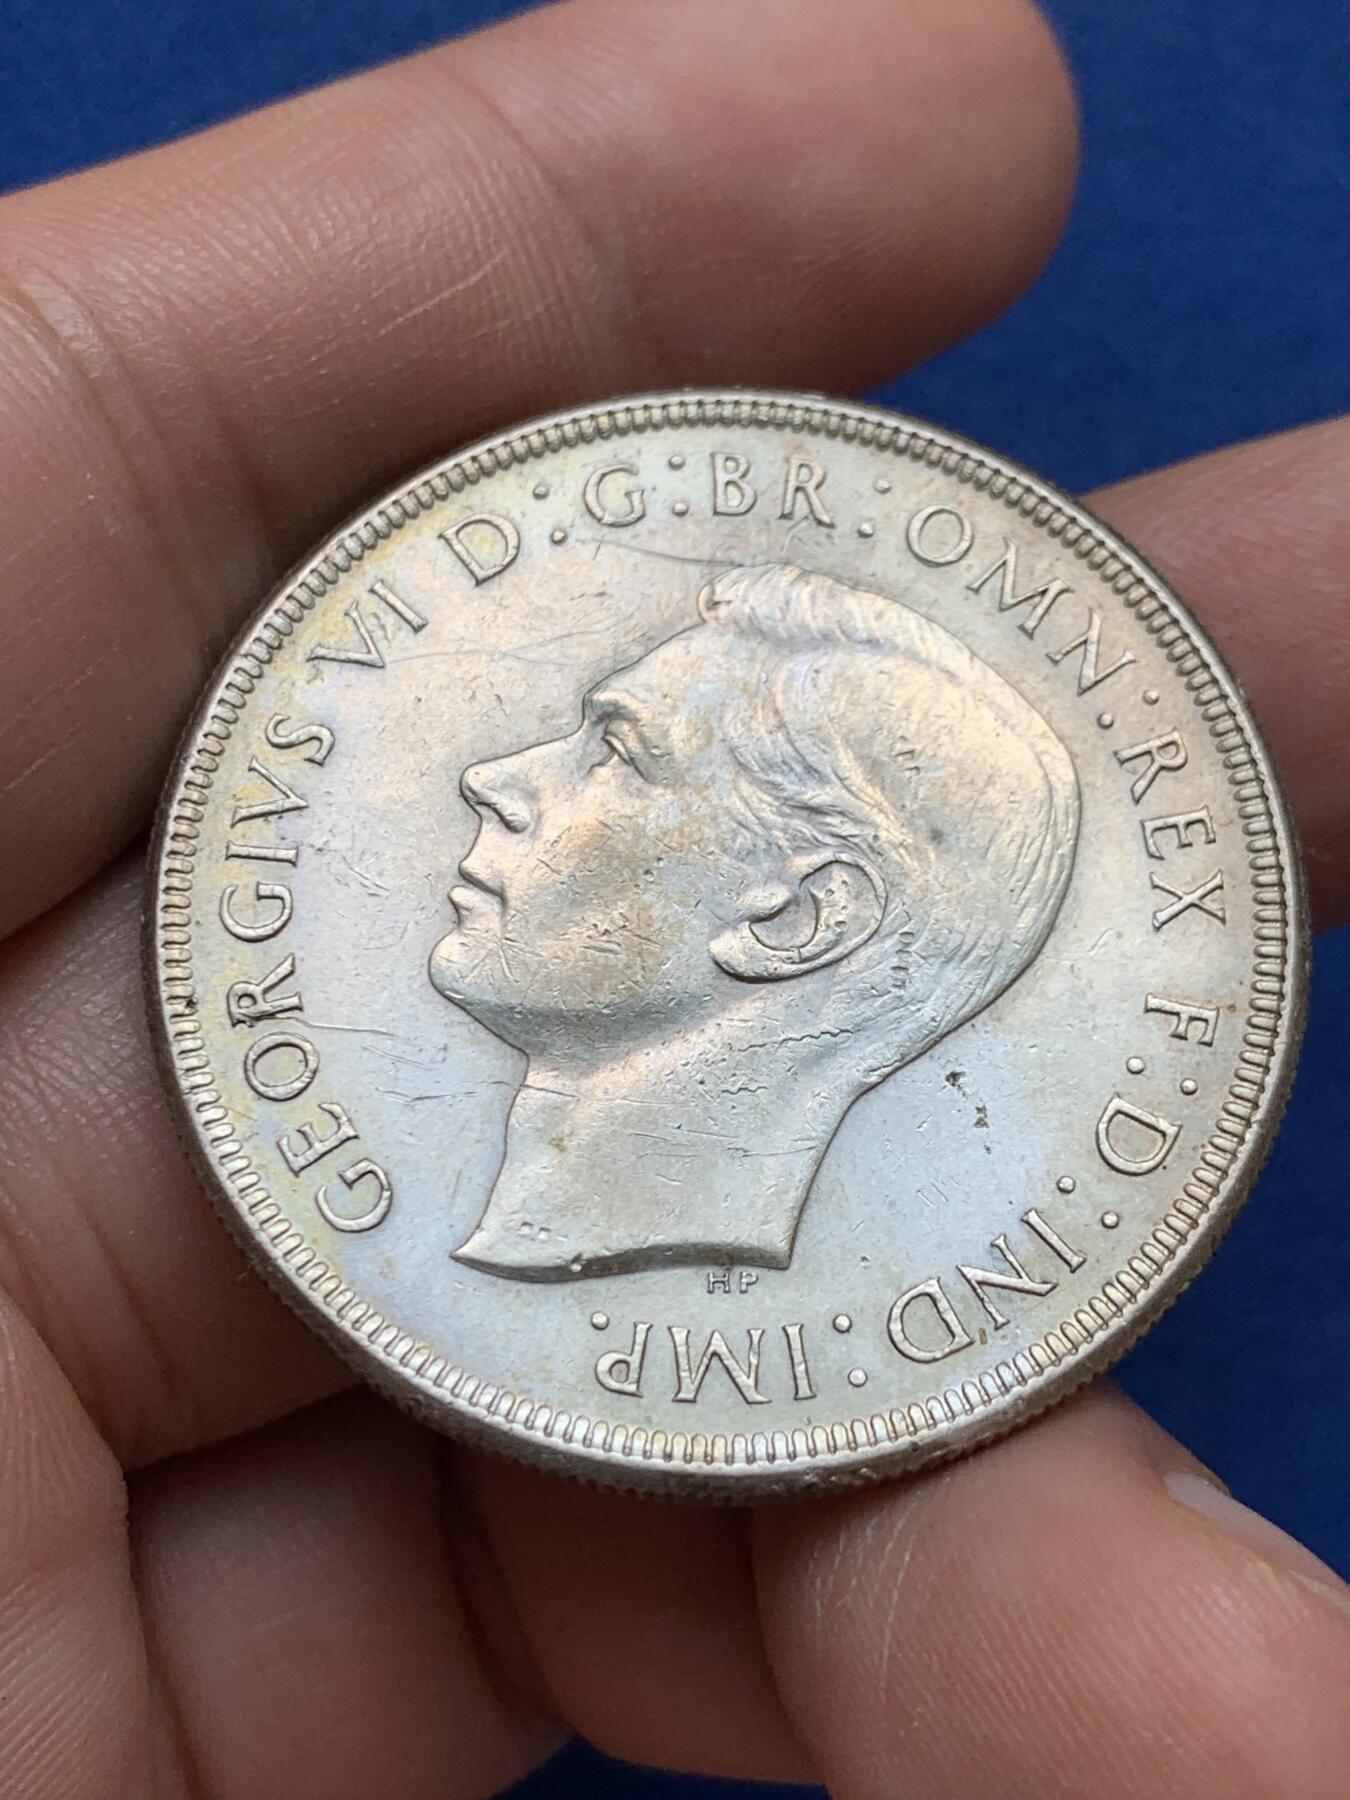 GEORGIVS VI D : G : BR : OMN : REX F : D : IND : IMP.
HP